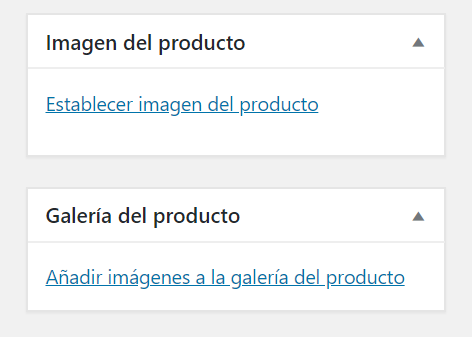 Imagen del producto
Establecer imagen del producto
Galería del producto
Añadir imágenes a la galería del producto